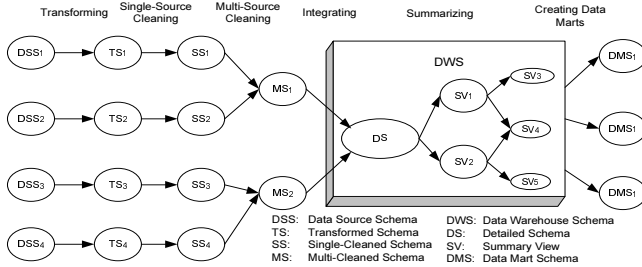 Transforming Single-Source Cleaning Multi-Source Cleaning Integrating Summarizing Creating Data Marts
DSS1 TS1 SS1
DSS2 TS2 SS2
DSS3 TS3 SS3
DSS4 TS4 SS4
MS1
MS2
DWS
DS
SV1
SV2
SV3
SV4
SV5
DMS1
DMS1
DMS1
DSS: Data Source Schema
TS: Transformed Schema
SS: Single-Cleaned Schema
MS: Multi-Cleaned Schema
DWS: Data Warehouse Schema
DS: Detailed Schema
SV: Summary View
DMS: Data Mart Schema